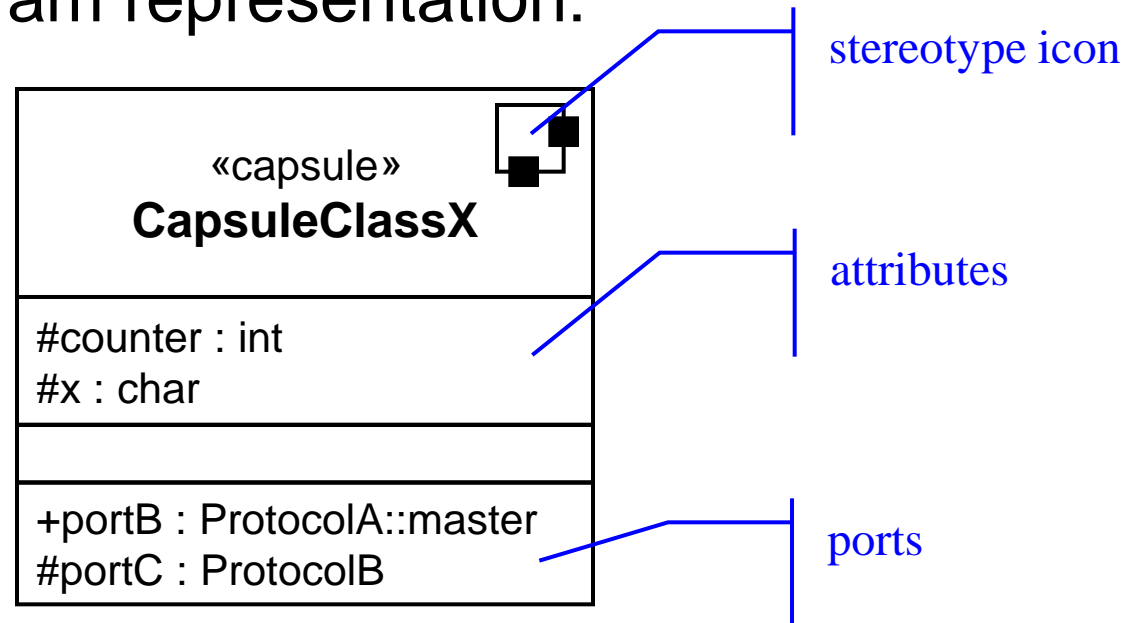 am representation:
stereotype icon
«capsule»
CapsuleClassX
attributes
#counter : int
#x : char
+portB : ProtocolA::master
#portC : ProtocolB
ports